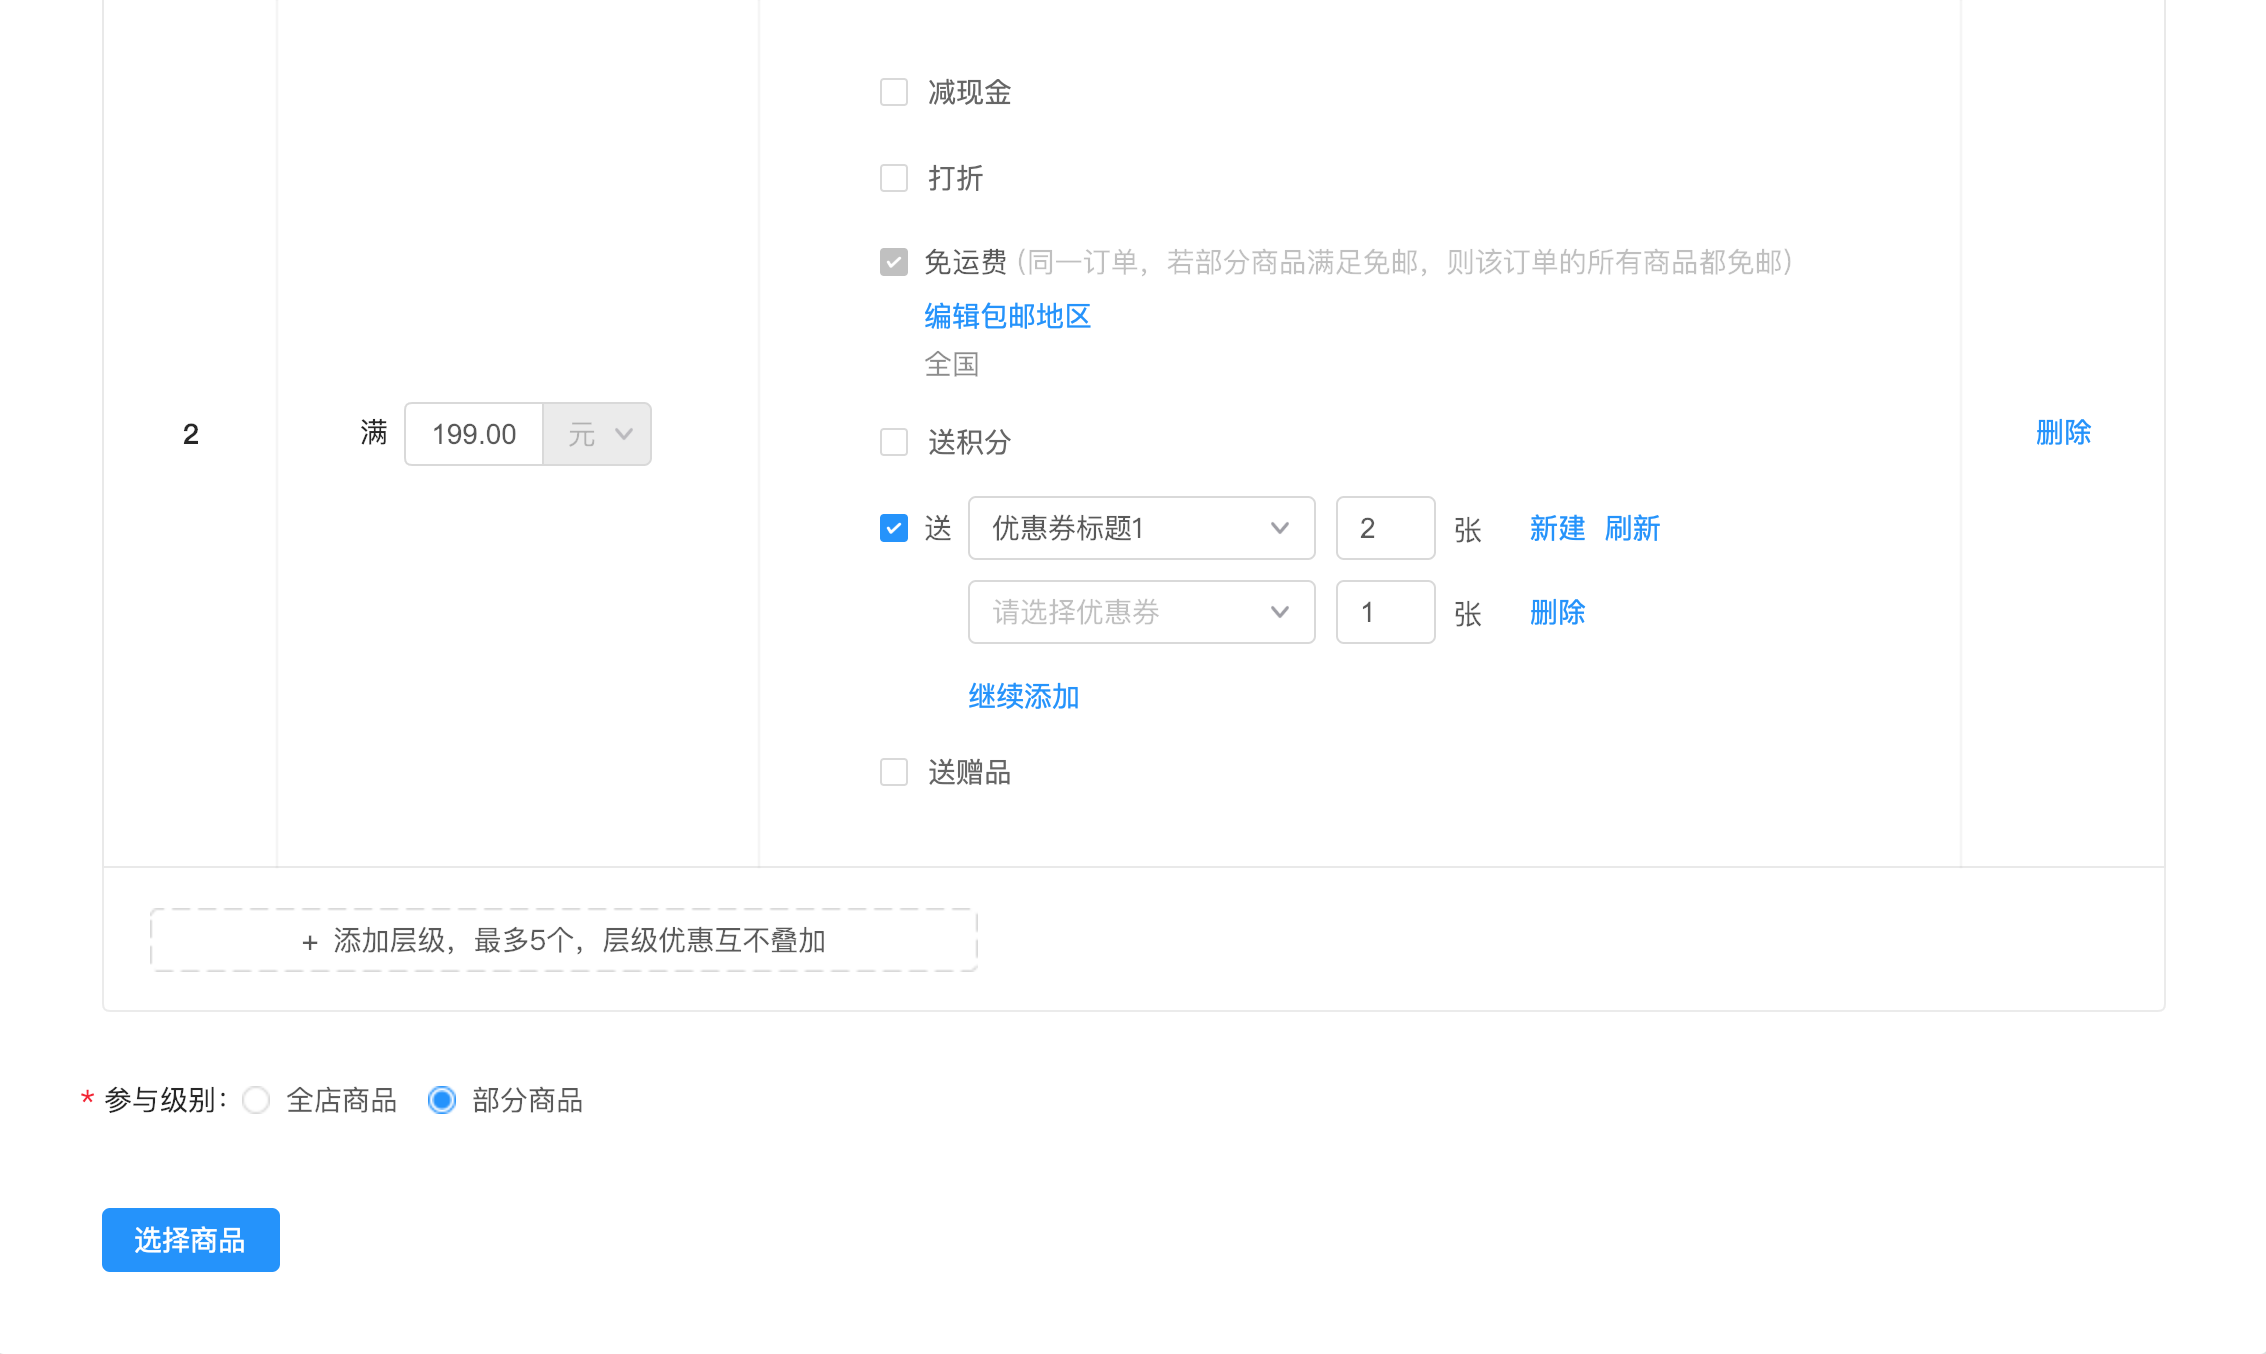 减现金
打折
免运费 (同一订单，若部分商品满足免邮，则该订单的所有商品都免邮)
编辑包邮地区
全国
2 满 199.00 元 删除
送积分
送 优惠券标题1 2 张 新建 刷新
请选择优惠券 1 张 删除
继续添加
送赠品
+ 添加层级，最多5个，层级优惠互不叠加
* 参与级别: 全店商品 部分商品
选择商品